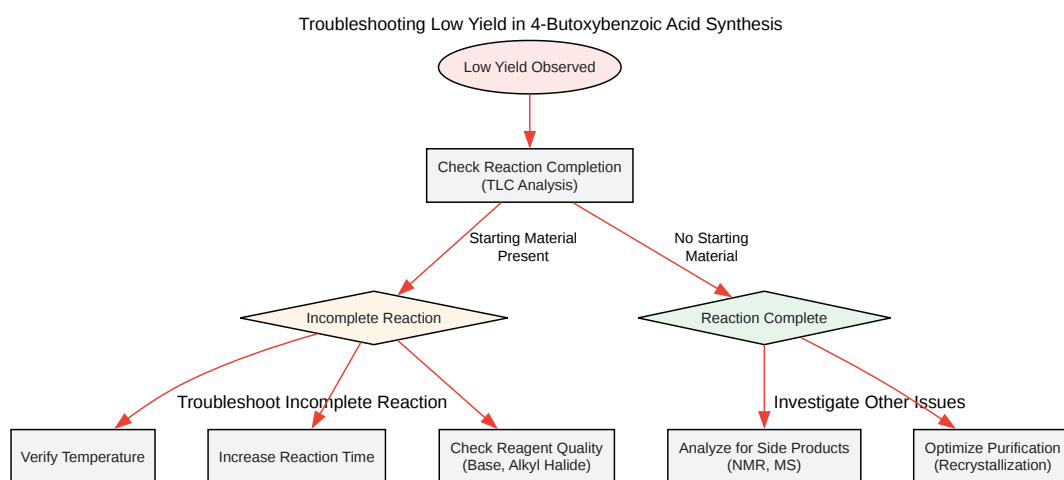 Troubleshooting Low Yield in 4-Butoxybenzoic Acid Synthesis
Low Yield Observed
Check Reaction Completion
(TLC Analysis)
Starting Material
Present
No Starting
Material
Incomplete Reaction
Reaction Complete
Troubleshoot Incomplete Reaction
Investigate Other Issues
Verify Temperature
Increase Reaction Time
Check Reagent Quality
(Base, Alkyl Halide)
Analyze for Side Products
(NMR, MS)
Optimize Purification
(Recrystallization)